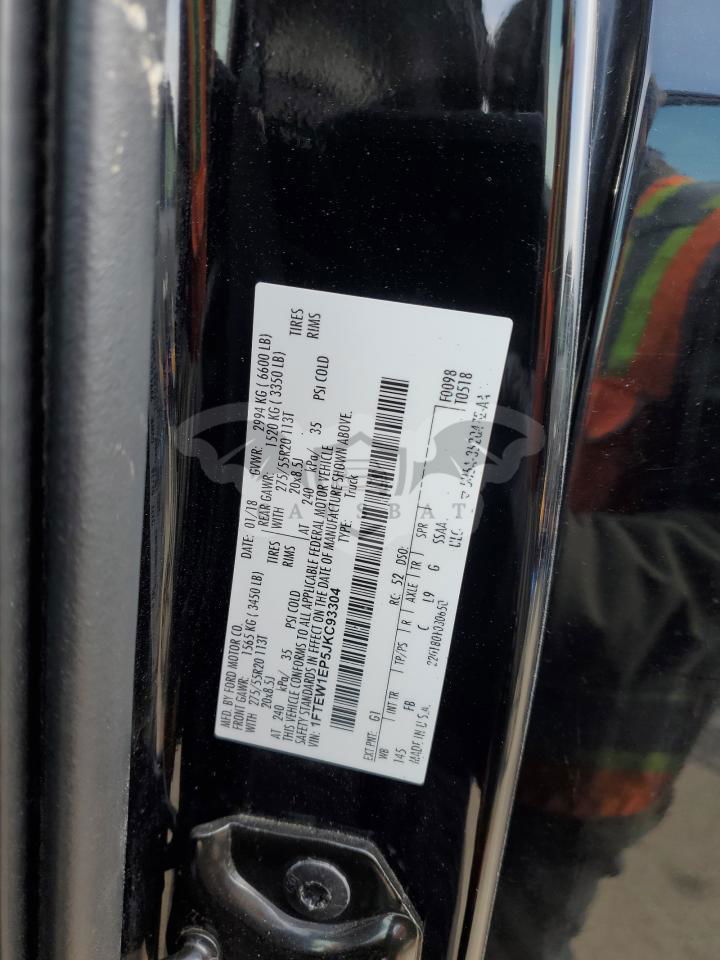 MFD. BY FORD MOTOR CO.
DATE: 01/18 GVWR: 2994 KG ( 6600 LB)
FRONT GAWR: 1565 KG (3450 LB) REAR GAWR: 1520 KG ( 3350 LB)
WITH 275/55R20 113T TIRES WITH 275/55R20 113T TIRES
20x8.5J RIMS 20x8.5J RIMS
AT 240 kPa/ 35 PSI COLD AT 240 kPa/ 35 PSI COLD
THIS VEHICLE CONFORMS TO ALL APPLICABLE FEDERAL MOTOR VEHICLE
SAFETY STANDARDS IN EFFECT ON THE DATE OF MANUFACTURE SHOWN ABOVE.
VIN: 1FTEW1EP5JKC93304 TYPE: Truck
EXT PNT: G1 RC: 52 DSO: F0098
WB INT TR TP/PS R AXLE TR SPR T0518
145 FB C L9 G SSAA
MADE IN U.S.A.
ASBAT